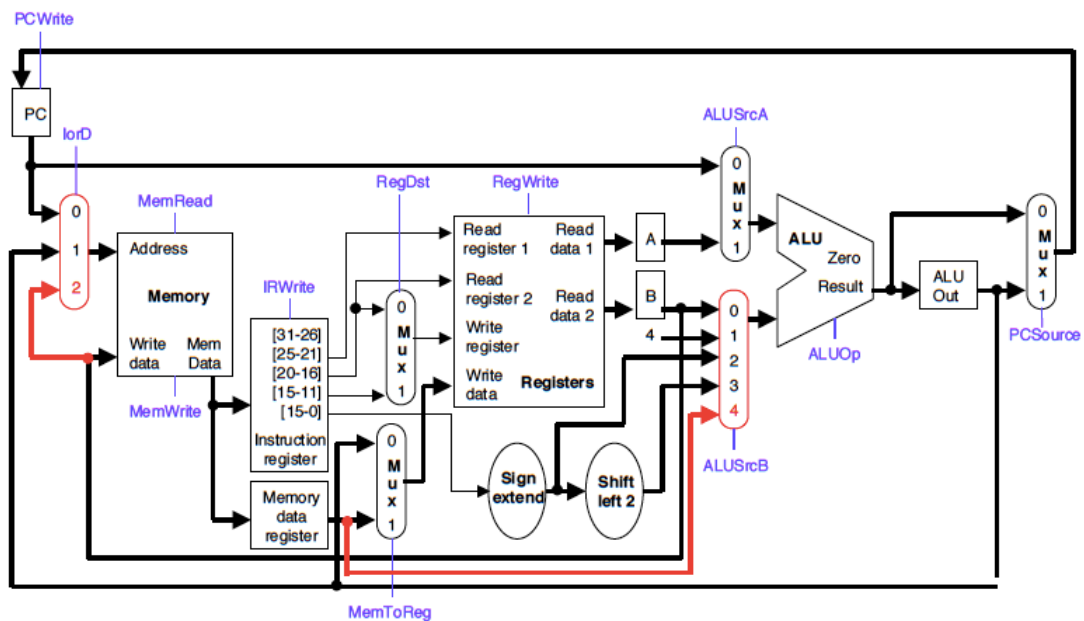 PCWrite
PC
IorD
0
1
2
MemRead
Address
Memory
Write
data
Mem
Data
MemWrite
IRWrite
[31-26]
[25-21]
[20-16]
[15-11]
[15-0]
Instruction
register
Memory
data
register
RegDst
0
M
u
x
1
0
M
u
x
1
MemToReg
RegWrite
Read
register 1
Read
data 1
Read
register 2
Read
data 2
Write
register
Write
data
Registers
Sign
extend
Shift
left 2
A
B
4
ALUSrcA
0
M
u
x
1
0
1
2
3
4
ALUSrcB
ALU
Zero
Result
ALUOp
ALU
Out
0
M
u
x
1
PCSource